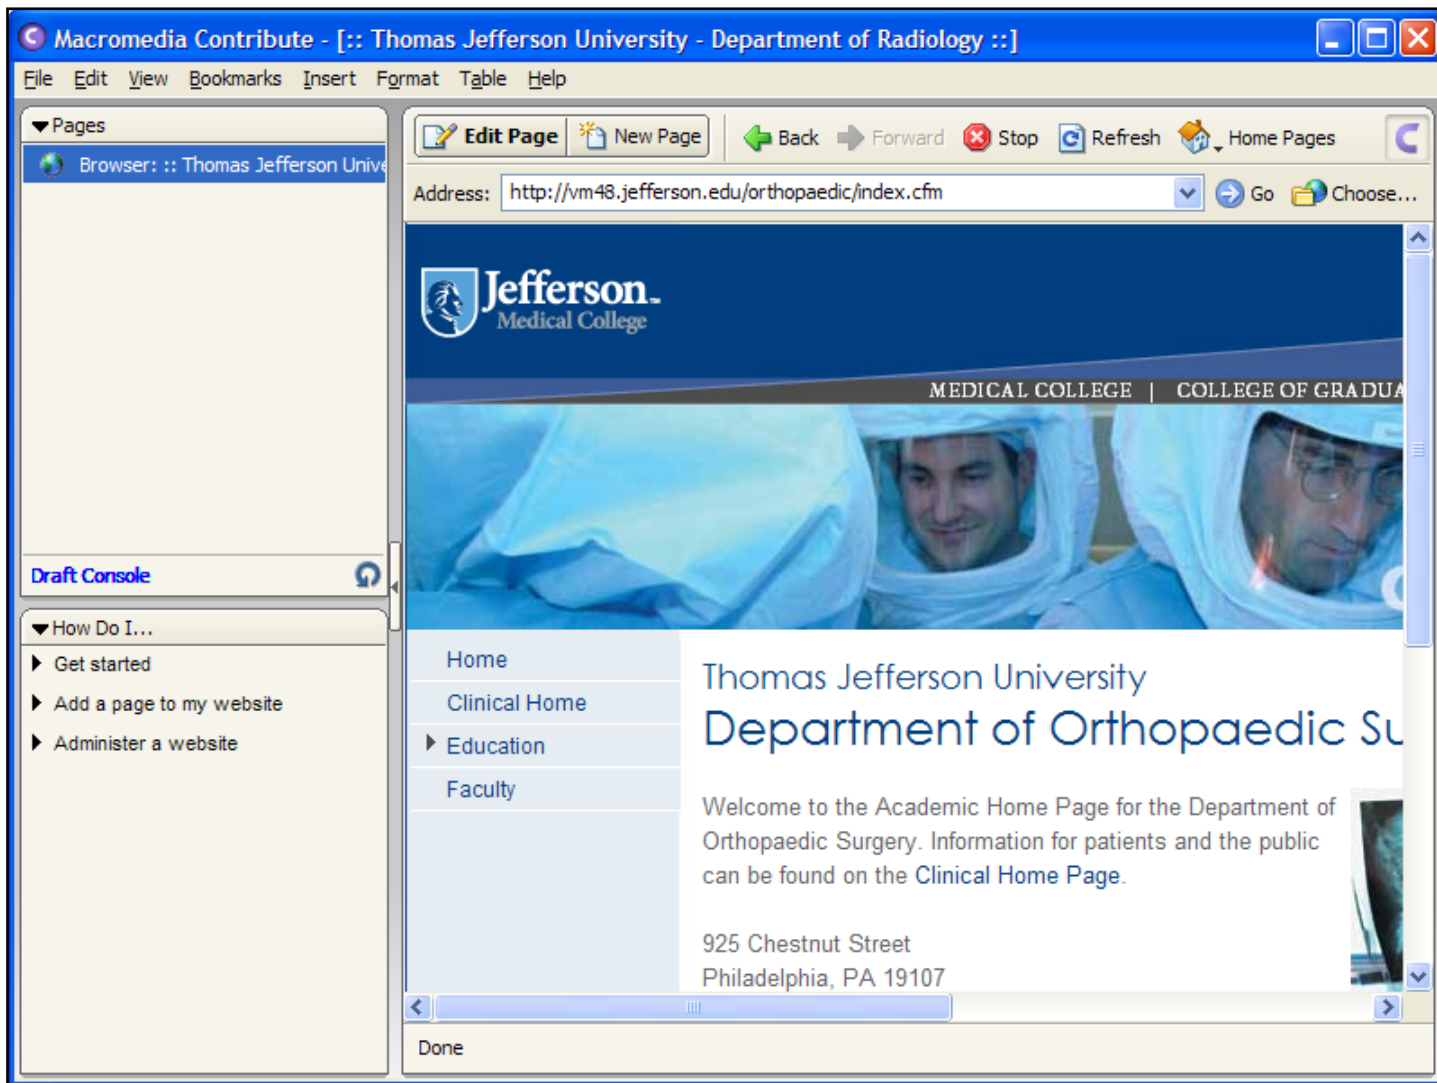 Macromedia Contribute - [:: Thomas Jefferson University - Department of Radiology ::]
File Edit View Bookmarks Insert Format Table Help
Pages
Browser: :: Thomas Jefferson Unive
Draft Console
How Do I...
Get started
Add a page to my website
Administer a website
Edit Page New Page Back Forward Stop Refresh Home Pages
Address: http://vm48.jefferson.edu/orthopaedic/index.cfm Go Choose...
Jefferson™
Medical College
MEDICAL COLLEGE | COLLEGE OF GRADUA
Home
Clinical Home
Education
Faculty
Thomas Jefferson University
Department of Orthopaedic Su
Welcome to the Academic Home Page for the Department of
Orthopaedic Surgery. Information for patients and the public
can be found on the Clinical Home Page.
925 Chestnut Street
Philadelphia, PA 19107
Done